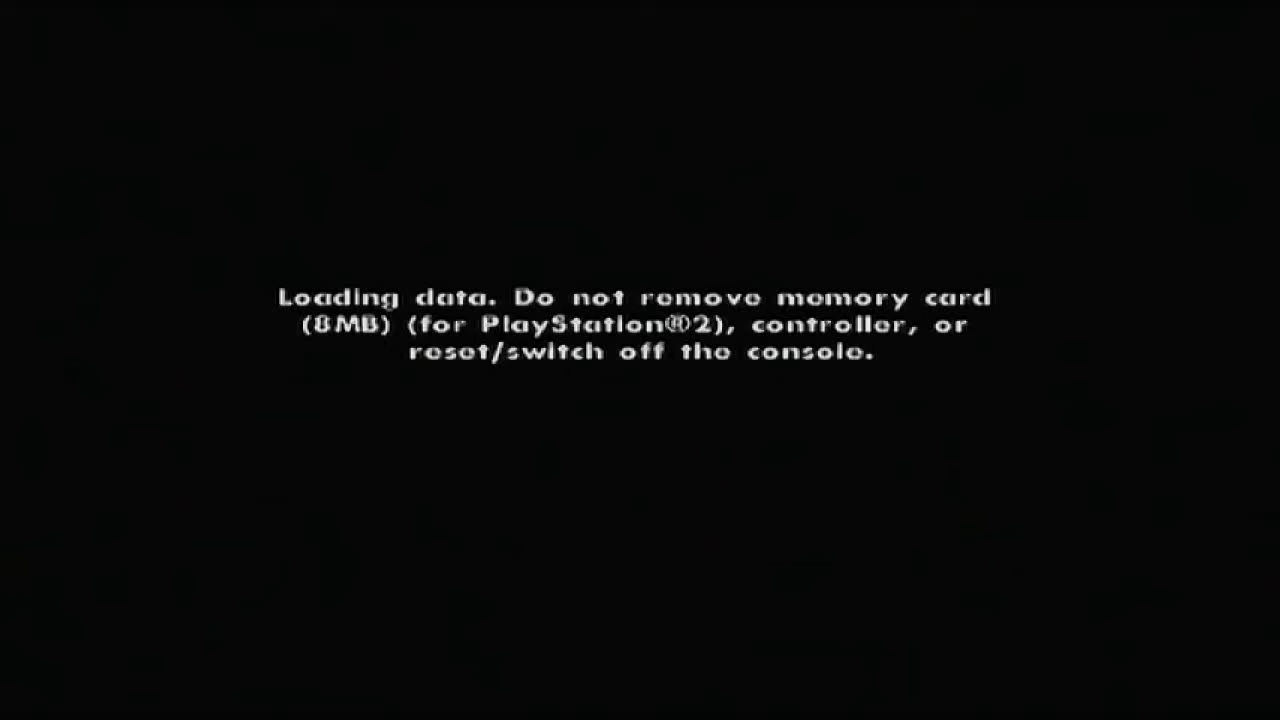 Loading data. Do not remove memory card
(8MB) (for PlayStation®2), controller, or
reset/switch off the console.